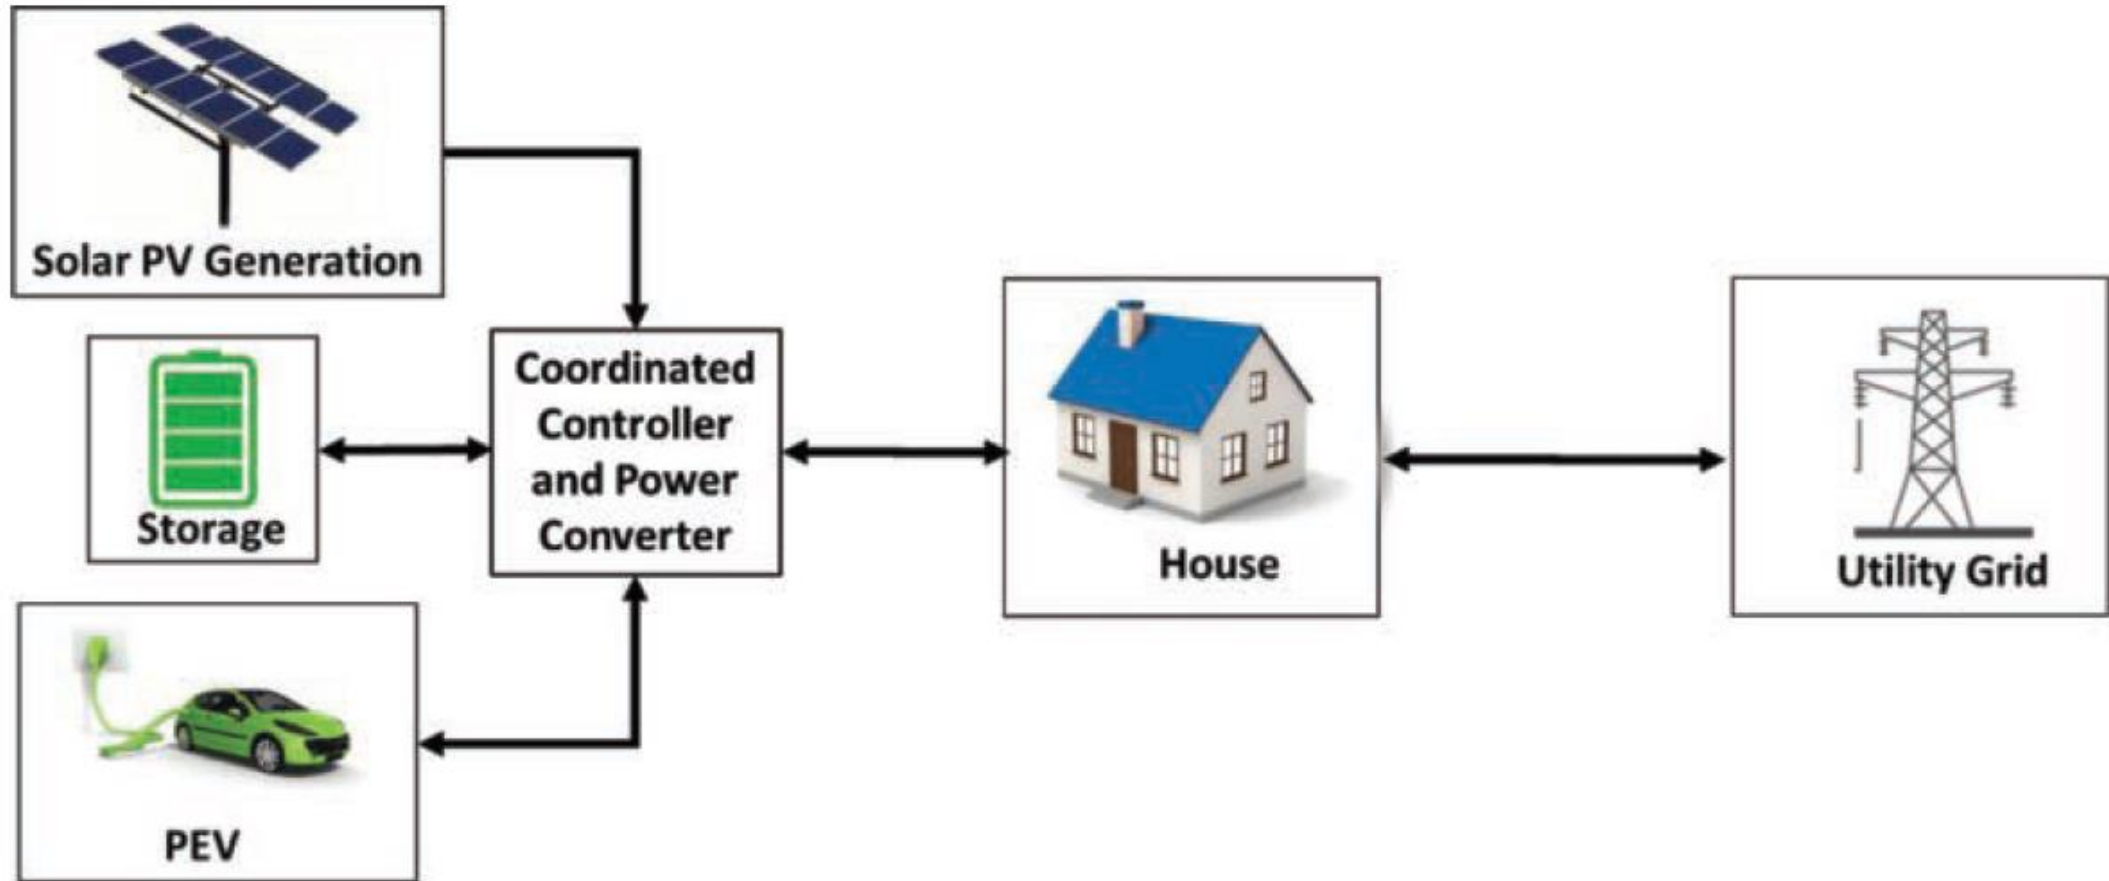 Solar PV Generation
Storage
PEV
Coordinated
Controller
and Power
Converter
House
Utility Grid